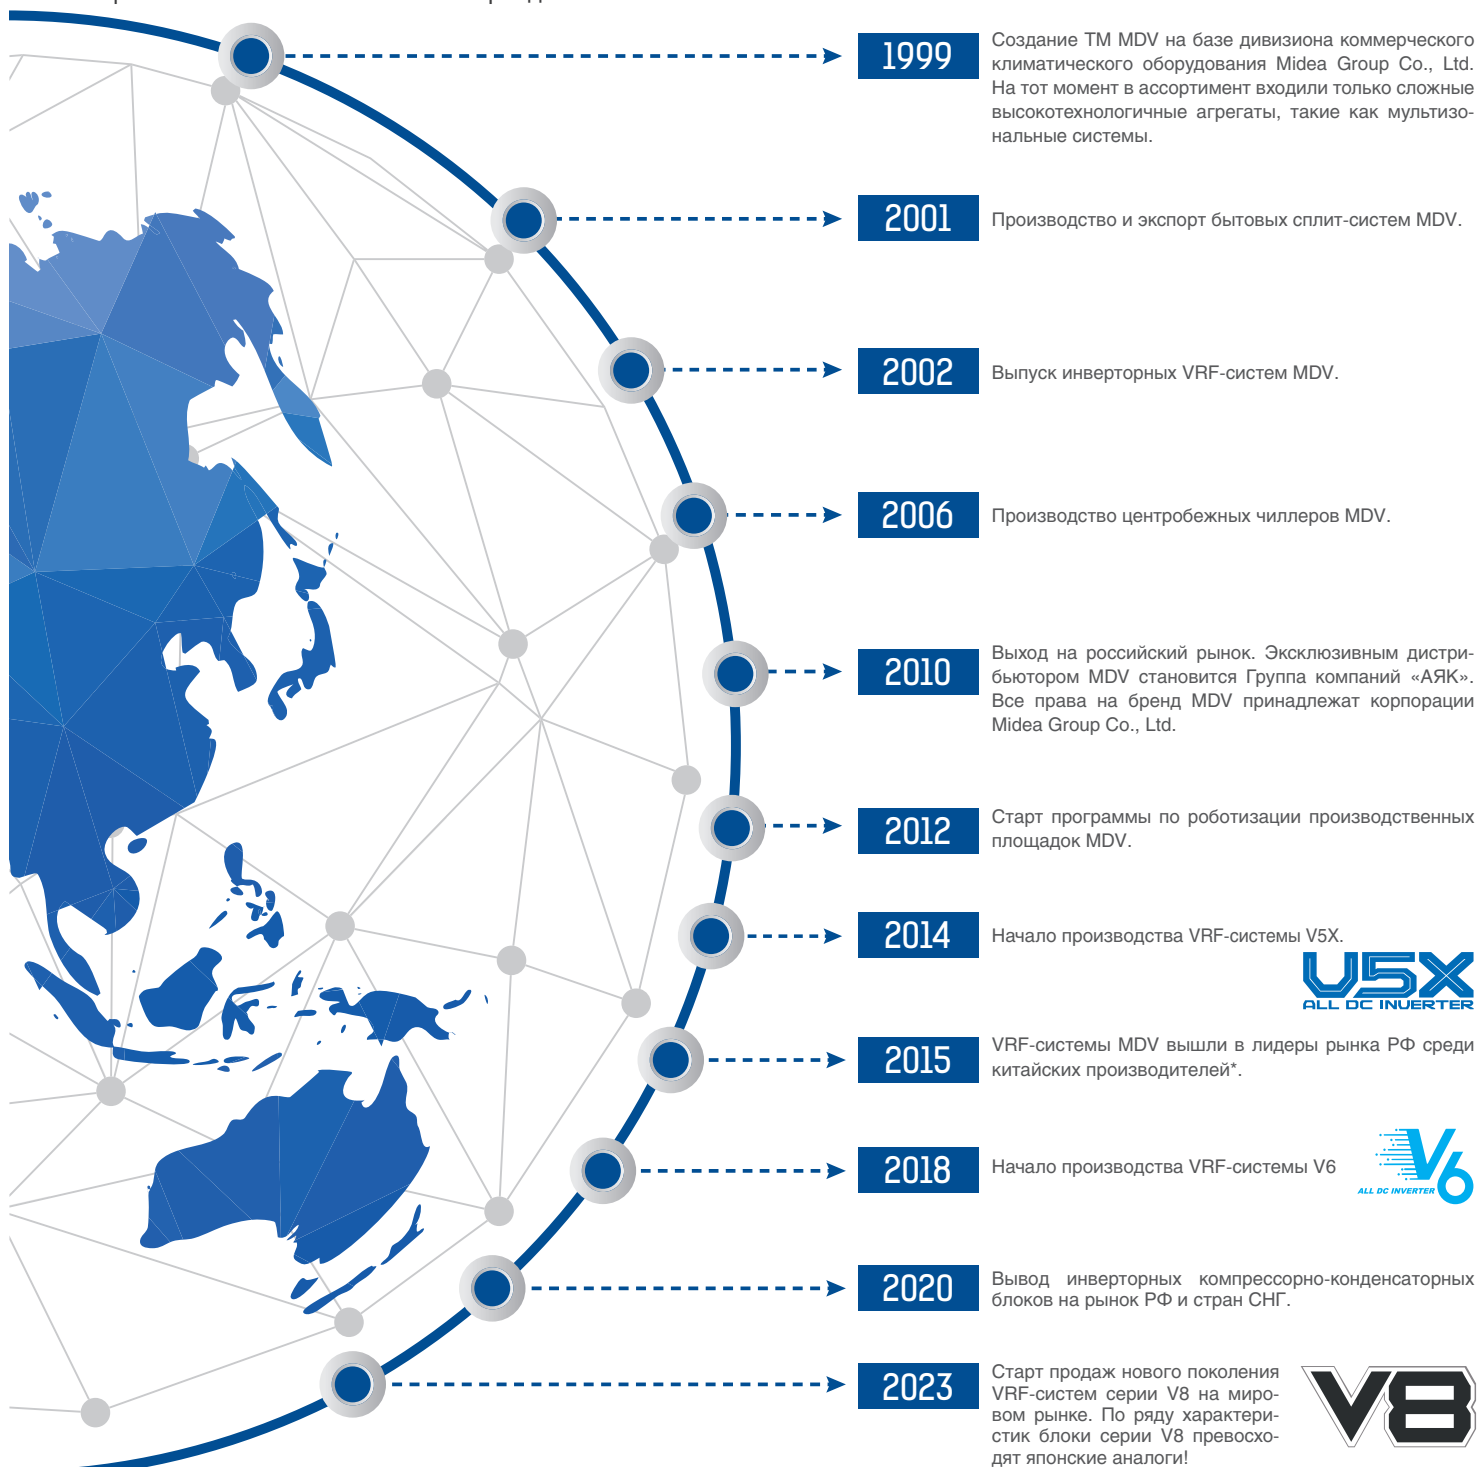 1999
Создание ТМ MDV на базе дивизиона коммерческого
климатического оборудования Midea Group Co., Ltd.
На тот момент в ассортимент входили только сложные
высокотехнологичные агрегаты, такие как мультизо-
нальные системы.
2001
Производство и экспорт бытовых сплит-систем MDV.
2002
Выпуск инверторных VRF-систем MDV.
2006
Производство центробежных чиллеров MDV.
2010
Выход на российский рынок. Эксклюзивным дистри-
бьютором MDV становится Группа компаний «АЯК».
Все права на бренд MDV принадлежат корпорации
Midea Group Co., Ltd.
2012
Старт программы по роботизации производственных
площадок MDV.
2014
Начало производства VRF-системы V5X.
V5X
ALL DC INVERTER
2015
VRF-системы MDV вышли в лидеры рынка РФ среди
китайских производителей*.
2018
Начало производства VRF-системы V6
V6
ALL DC INVERTER
2020
Вывод инверторных компрессорно-конденсаторных
блоков на рынок РФ и стран СНГ.
2023
Старт продаж нового поколения
VRF-систем серии V8 на миро-
вом рынке. По ряду характери-
стик блоки серии V8 превосхо-
дят японские аналоги!
V8